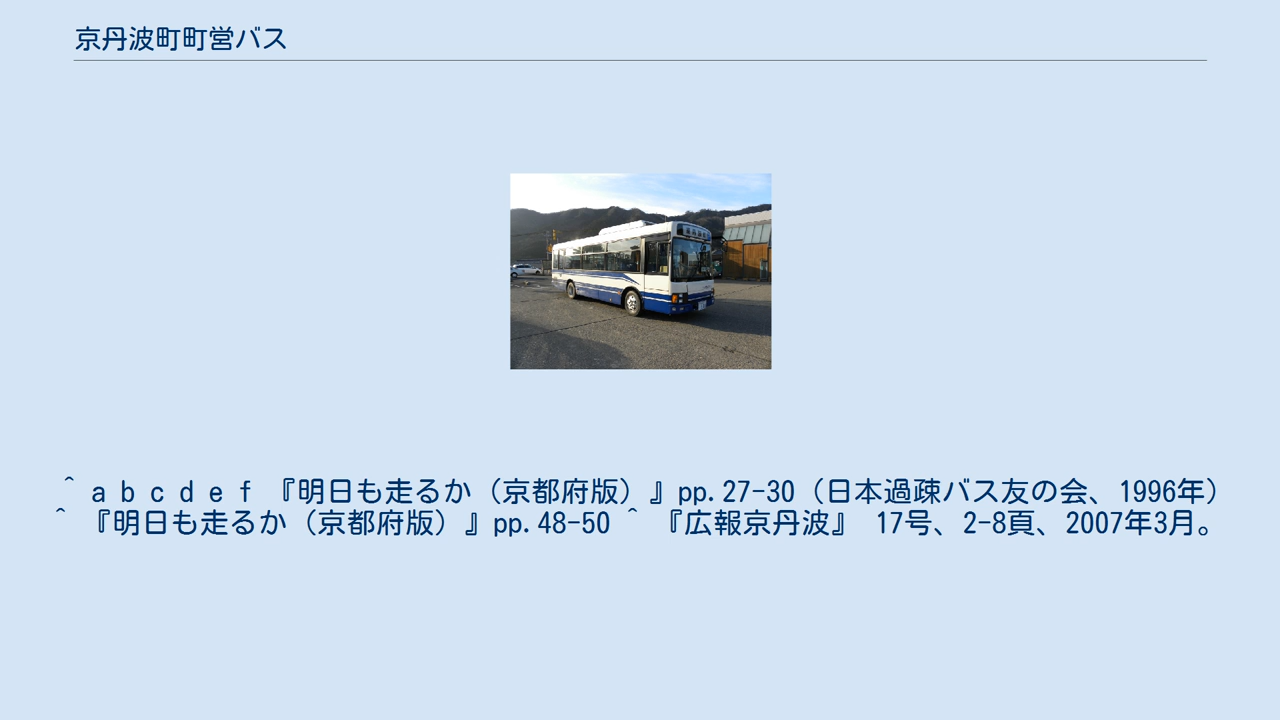 京丹波町町営バス
^ a b c d e f 『明日も走るか（京都府版）』pp.27-30（日本過疎バス友の会、1996年）
^ 『明日も走るか（京都府版）』pp.48-50 ^ 『広報京丹波』 17号、2-8頁、2007年3月。